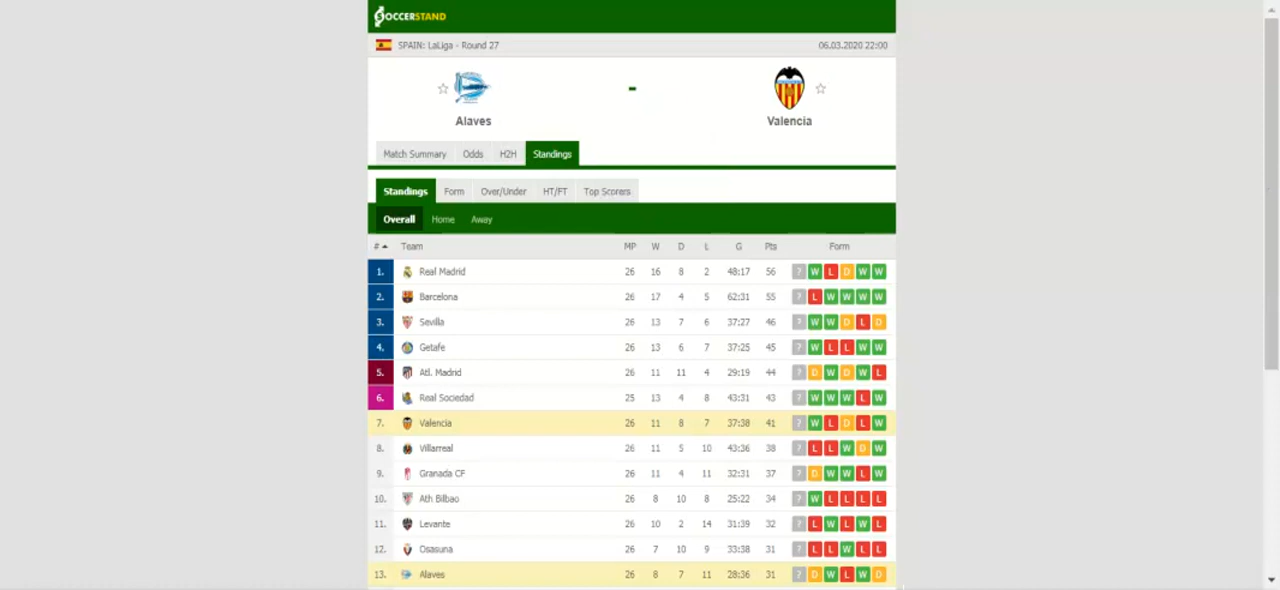 SOCCERSTAND
SPAIN: LaLiga - Round 27 06.03.2020 22:00
-
Alaves Valencia
Match Summary Odds H2H Standings
Standings Form Over/Under HT/FT Top Scorers
Overall Home Away
# Team MP W D L G Pts Form
1. Real Madrid 26 16 8 2 48:17 56 ? W L D W W
2. Barcelona 26 17 4 5 62:31 55 ? L W W W W
3. Sevilla 26 13 7 6 37:27 46 ? W W D L D
4. Getafe 26 13 6 7 37:25 45 ? W L L W W
5. Atl. Madrid 26 11 11 4 29:19 44 ? D W D W L
6. Real Sociedad 25 13 4 8 43:31 43 ? W W W L W
7. Valencia 26 11 8 7 37:38 41 ? W L D L W
8. Villarreal 26 11 5 10 43:36 38 ? L L W D W
9. Granada CF 26 11 4 11 32:31 37 ? D W W L W
10. Ath Bilbao 26 8 10 8 25:22 34 ? W L L L L
11. Levante 26 10 2 14 31:39 32 ? L W L W L
12. Osasuna 26 7 10 9 33:38 31 ? L L W L L
13. Alaves 26 8 7 11 28:36 31 ? D W L W D